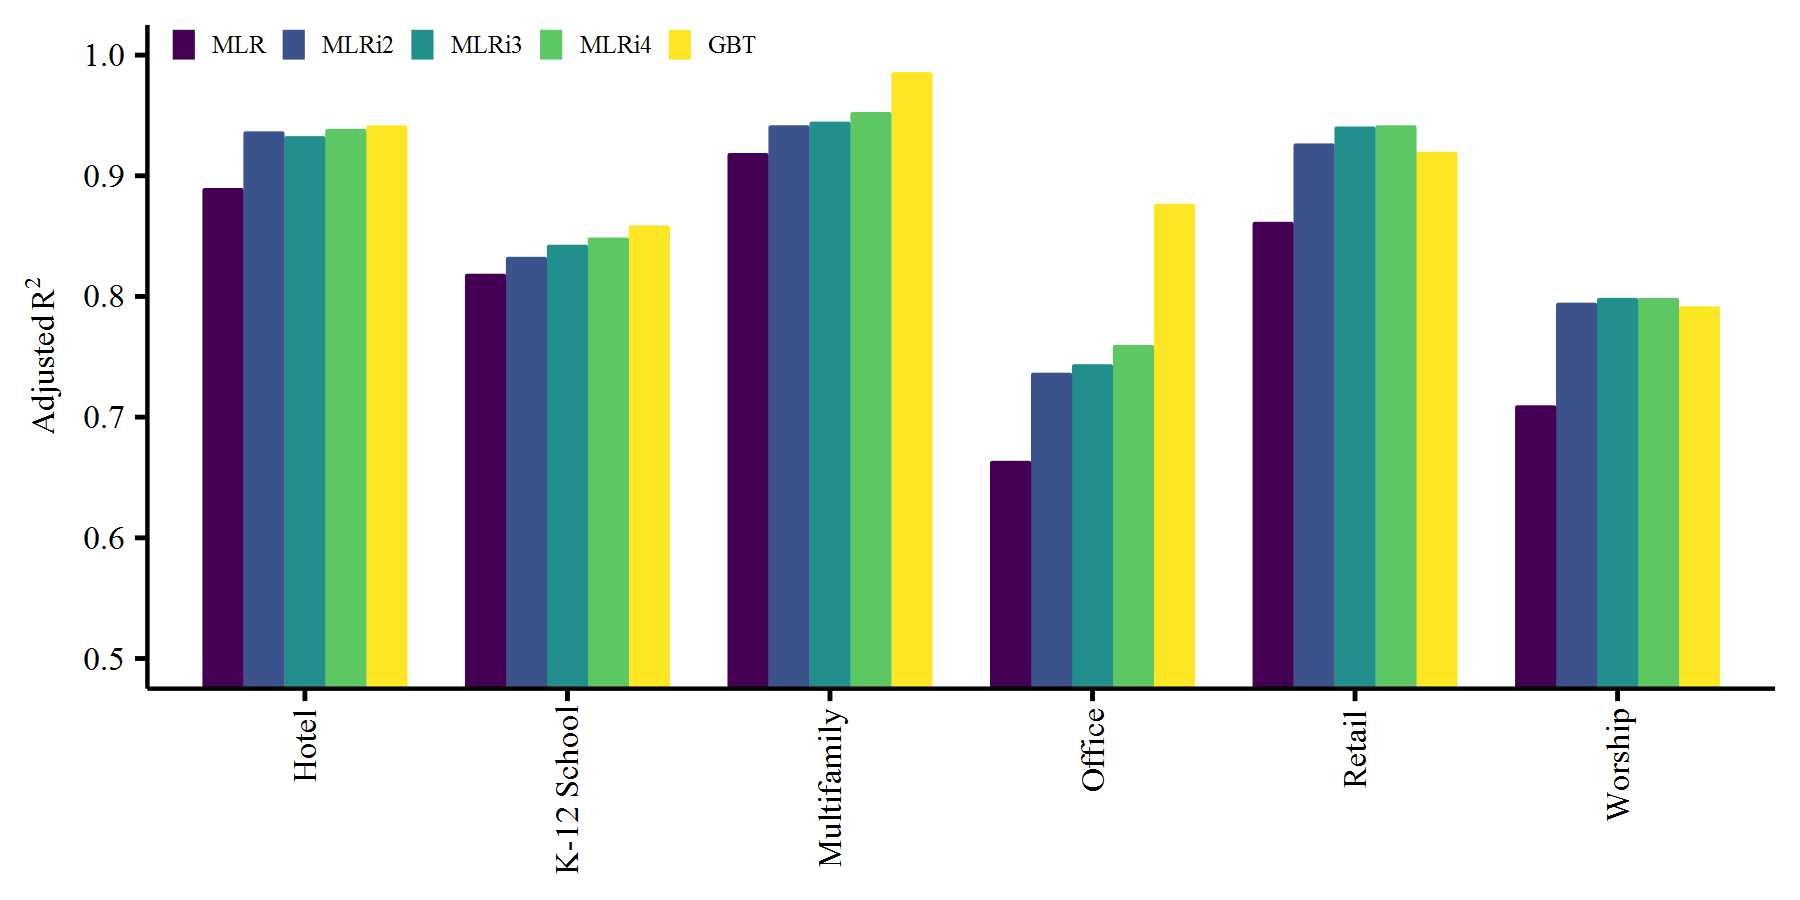 MLR MLRi2 MLRi3 MLRi4 GBT
1.0
0.9
0.8
0.7
0.6
0.5
Adjusted R²
Hotel
K-12 School
Multifamily
Office
Retail
Worship